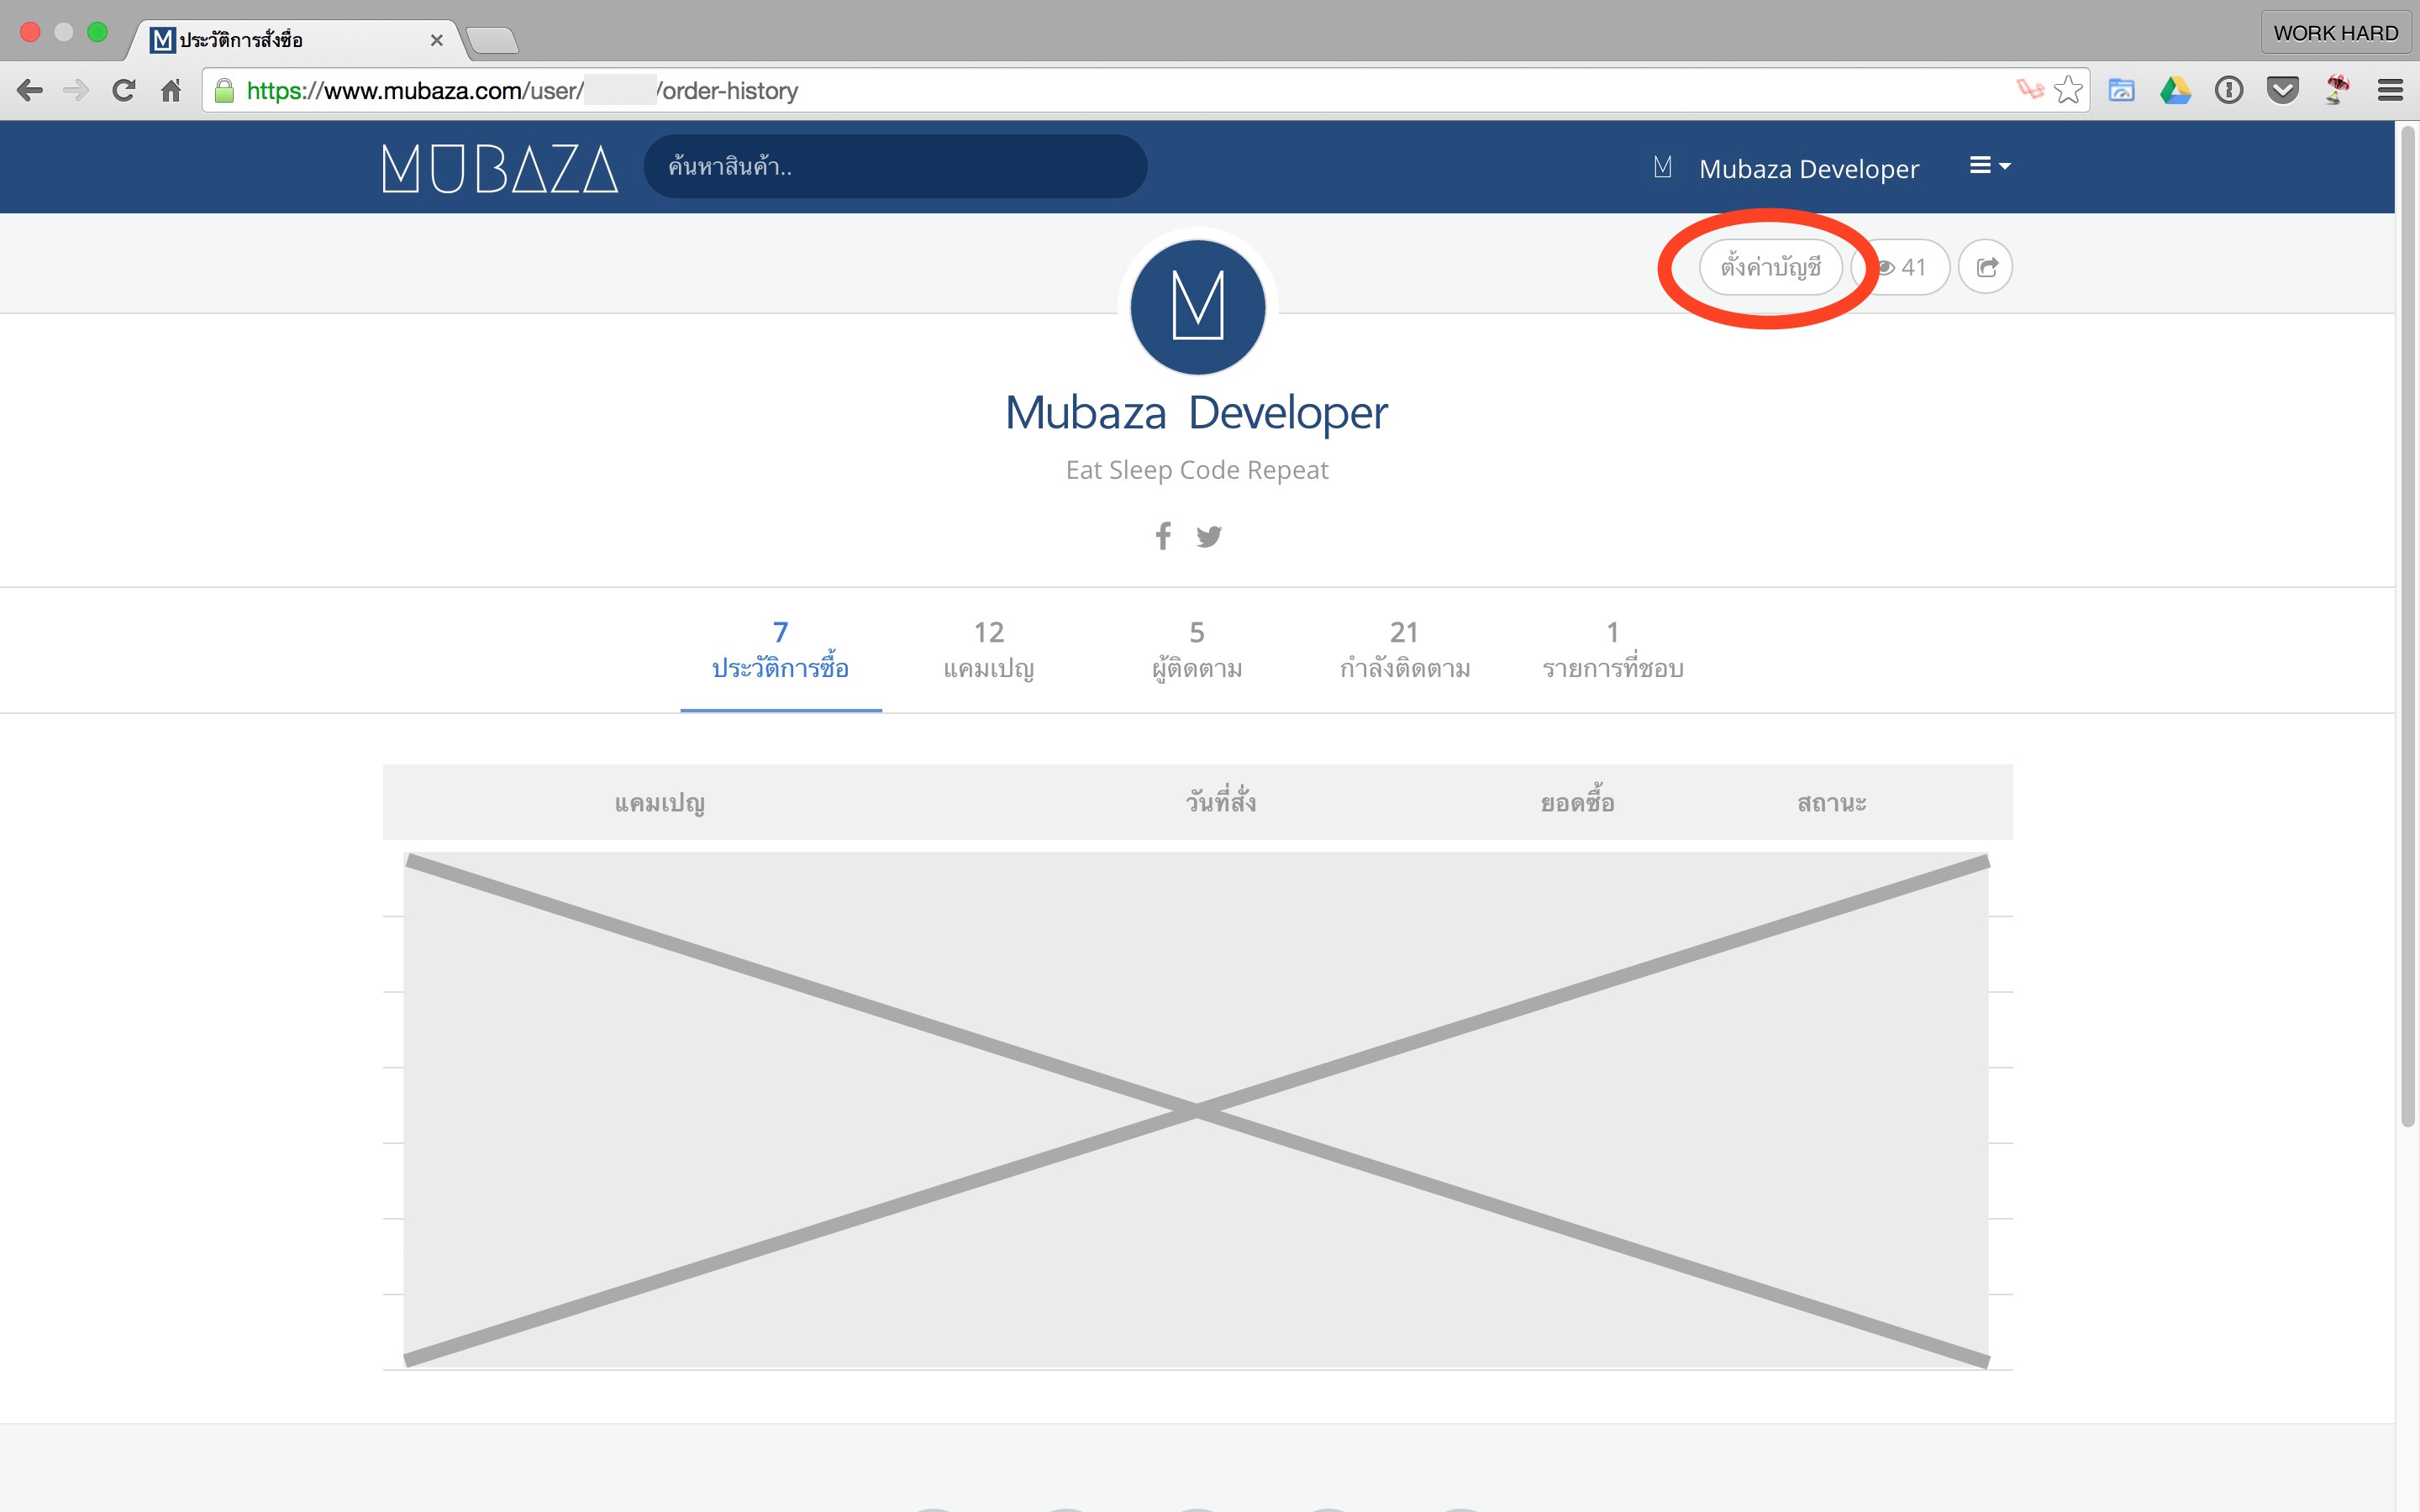 ประวัติการสั่งซื้อ
WORK HARD
https://www.mubaza.com/user/ /order-history
MUBAZA
ค้นหาสินค้า..
M Mubaza Developer
ตั้งค่าบัญชี
41
M
Mubaza Developer
Eat Sleep Code Repeat
7
ประวัติการซื้อ
12
แคมเปญ
5
ผู้ติดตาม
21
กำลังติดตาม
1
รายการที่ชอบ
แคมเปญ วันที่สั่ง ยอดซื้อ สถานะ